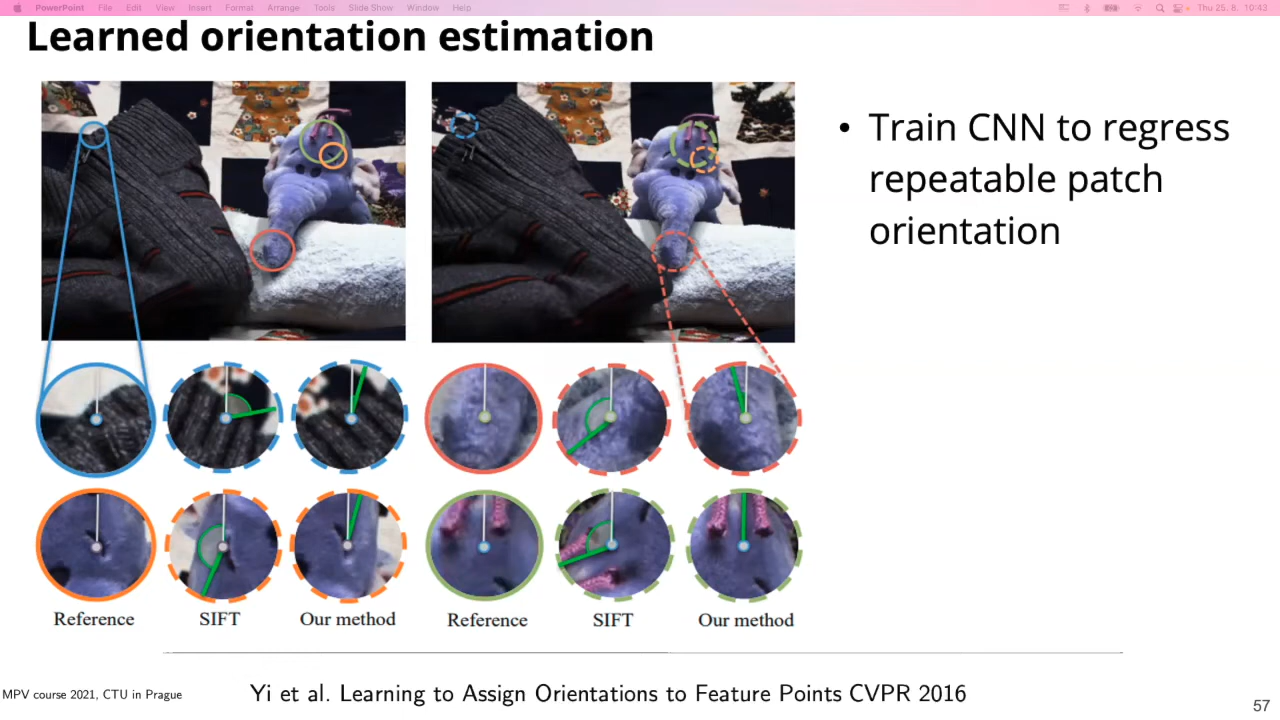 PowerPoint File Edit View Insert Format Arrange Tools Slide Show Window Help Thu 25. 8. 10:43
Learned orientation estimation
• Train CNN to regress
repeatable patch
orientation
Reference SIFT Our method Reference SIFT Our method
MPV course 2021, CTU in Prague
Yi et al. Learning to Assign Orientations to Feature Points CVPR 2016
57